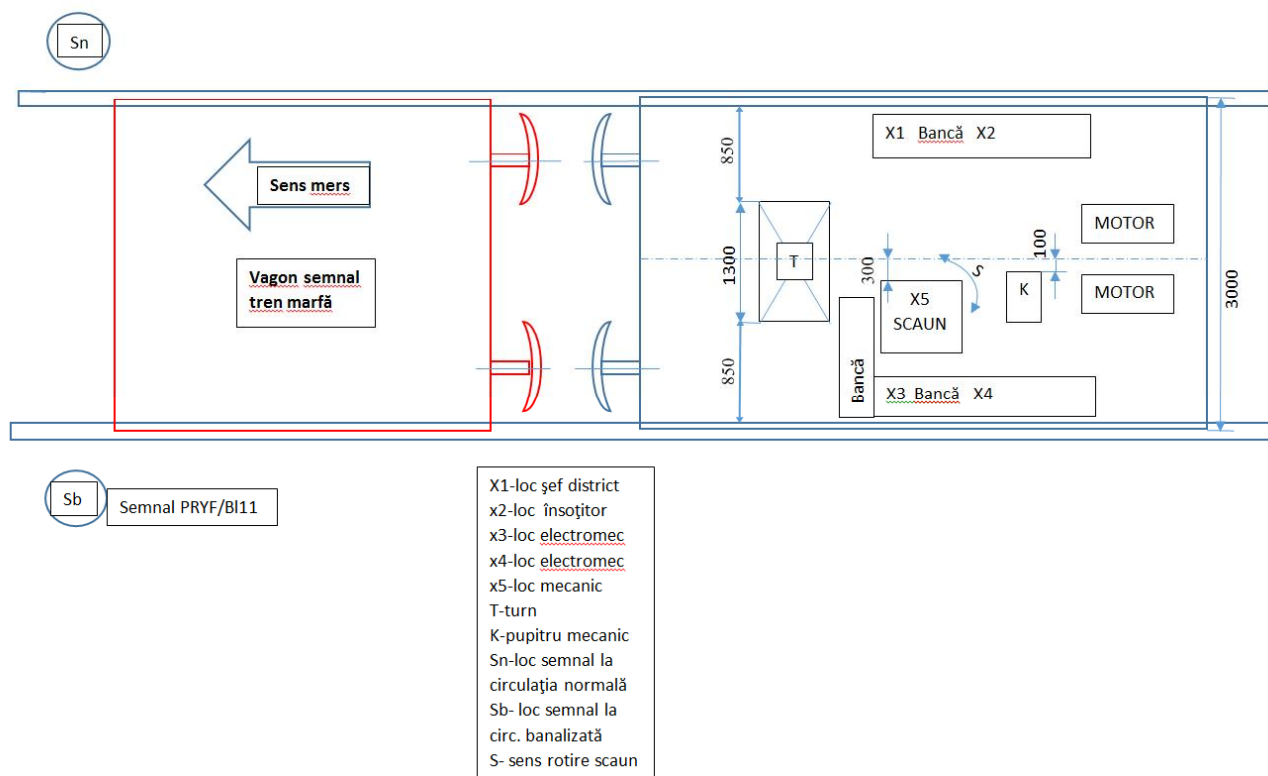 Sn
Sens mers
Vagon semnal
tren marfă
850
1300
850
T
X1 Bancă X2
MOTOR
100
S
300
K
X5
SCAUN
MOTOR
3000
Bancă
X3 Bancă X4
Sb
Semnal PRYF/Bl11
X1-loc şef district
x2-loc însoţitor
x3-loc electromec
x4-loc electromec
x5-loc mecanic
T-turn
K-pupitru mecanic
Sn-loc semnal la
circulaţia normală
Sb- loc semnal la
circ. banalizată
S- sens rotire scaun